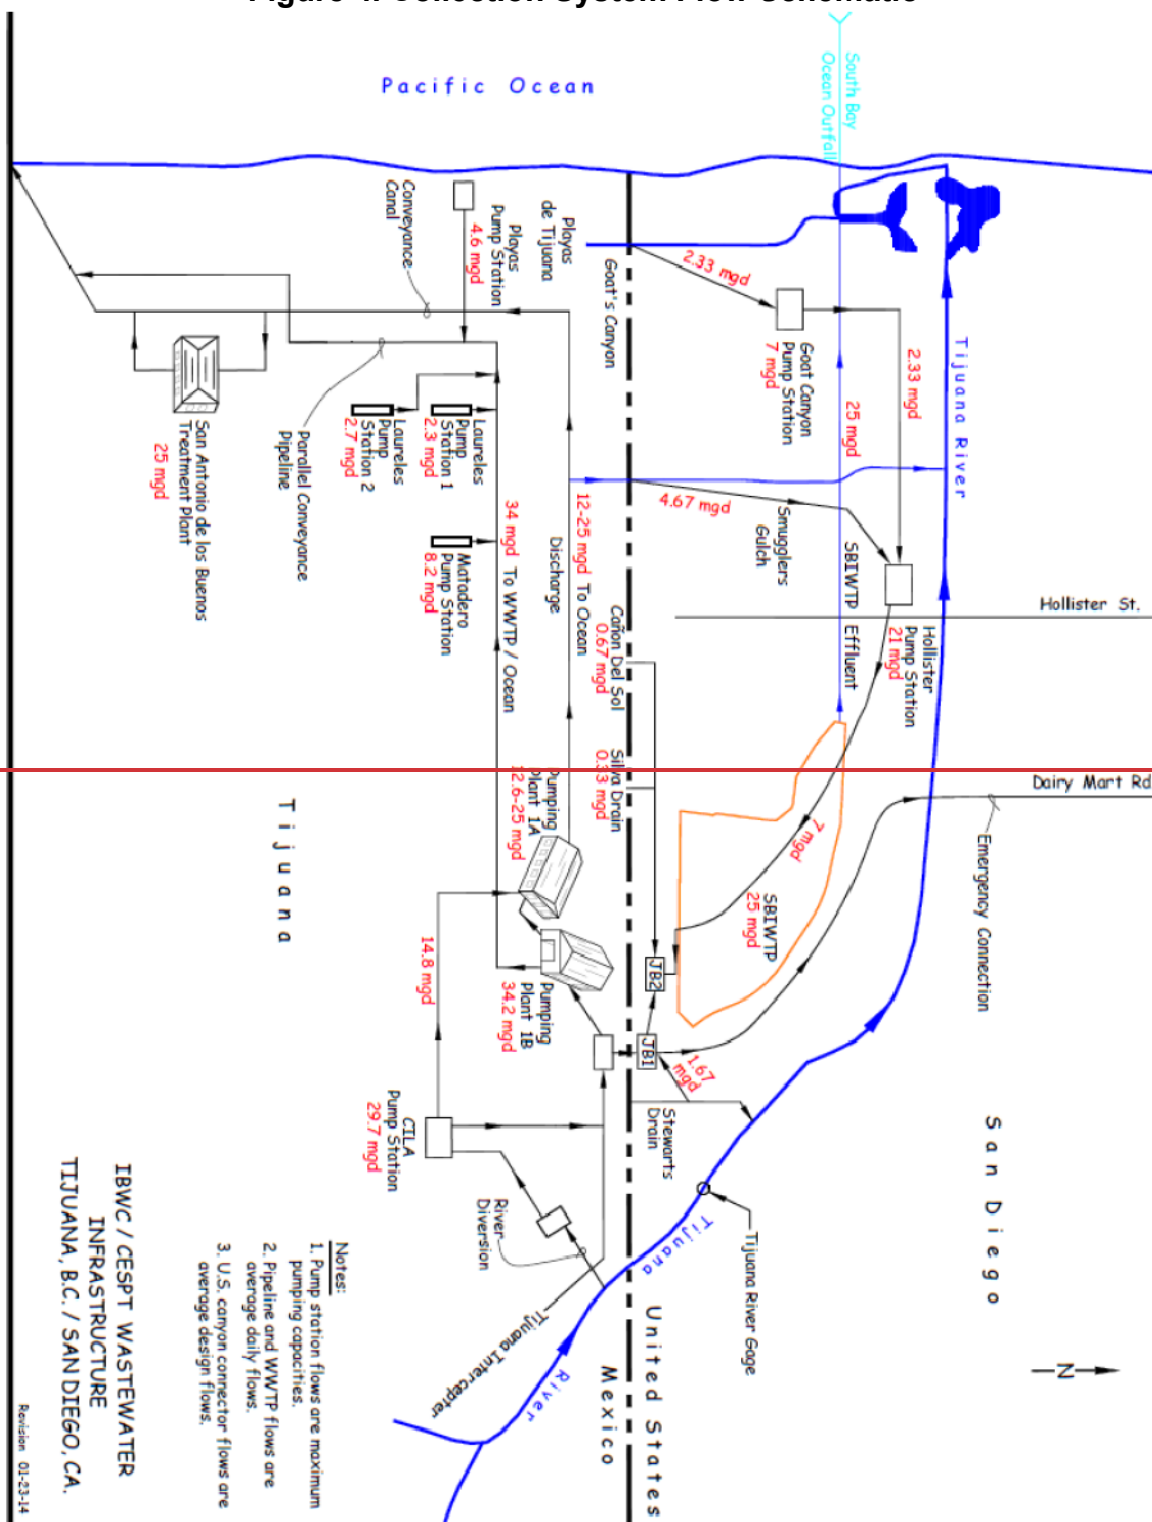 Figure 4. Collection System Flow Schematic
Pacific Ocean
South Bay
Ocean Outfall
Conveyance
Canal
Playas
Pump Station
4.6 mgd
Playas
de Tijuana
Goat's Canyon
2.33 mgd
Goat Canyon
Pump Station
7 mgd
2.33 mgd
25 mgd
Tijuana River
San Antonio de los Buenos
Treatment Plant
25 mgd
Parallel Conveyance
Pipeline
Laureles
Pump
Station 2
2.7 mgd
Laureles
Pump
Station 1
2.3 mgd
Matadero
Pump Station
8.2 mgd
34 mgd To WWTP / Ocean
12-25 mgd To Ocean
Discharge
4.67 mgd
Smugglers
Gulch
SBIWTP Effluent
Hollister St.
Hollister
Pump Station
21 mgd
Cañon Del Sol
0.67 mgd
Silva Drain
0.33 mgd
Dairy Mart Rd
Emergency Connection
7 mgd
SBIWTP
25 mgd
Pumping
Plant 1A
12.6-25 mgd
Pumping
Plant 1B
34.2 mgd
14.8 mgd
JB2
JB1
1.67
mgd
Stewarts
Drain
CILA
Pump Station
29.7 mgd
River
Diversion
Tijuana Intercepter
Tijuana
River
Tijuana River Gage
Tijuana
San Diego
United States
Mexico
N
Notes:
1. Pump station flows are maximum
pumping capacities.
2. Pipeline and WWTP flows are
average daily flows.
3. U.S. canyon connector flows are
average design flows.
IBWC / CESPT WASTEWATER
INFRASTRUCTURE
TIJUANA, B.C. / SAN DIEGO, CA.
Revision 01-23-14